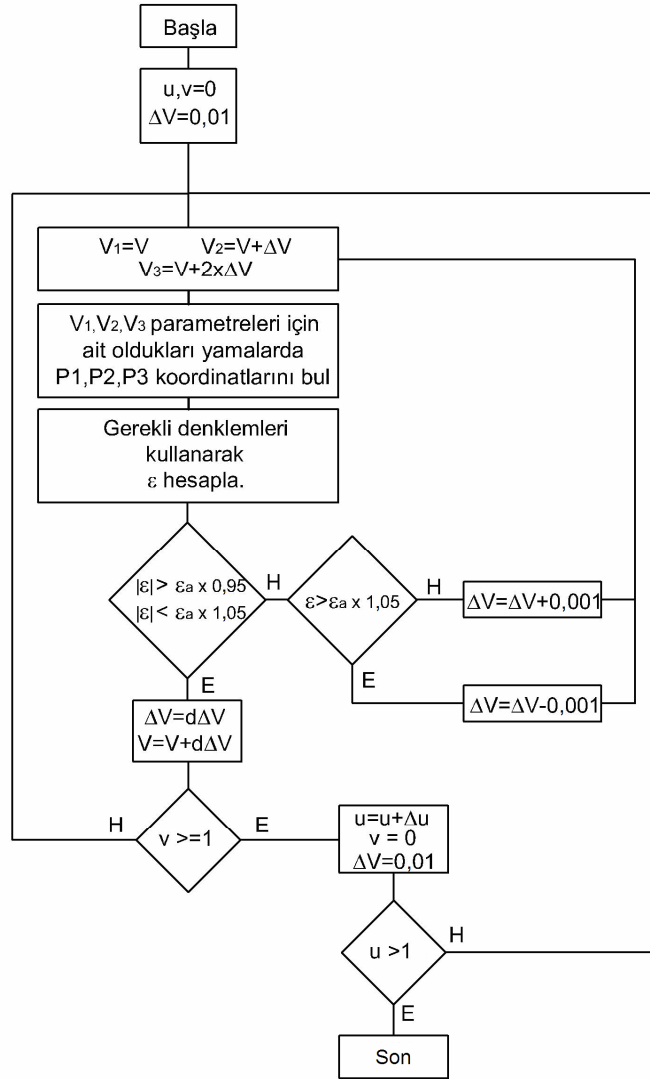 Başla
u,v=0
ΔV=0,01
V₁=V V₂=V+ΔV
V₃=V+2xΔV
V₁,V₂,V₃ parametreleri için
ait oldukları yamalarda
P1,P2,P3 koordinatlarını bul
Gerekli denklemleri
kullanarak
ε hesapla.
|ε|> εa x 0,95
|ε|< εa x 1,05
H
ε>εa x 1,05
H
ΔV=ΔV+0,001
E
E
ΔV=ΔV-0,001
ΔV=dΔV
V=V+dΔV
H
v >=1
E
u=u+Δu
v = 0
ΔV=0,01
u >1
H
E
Son